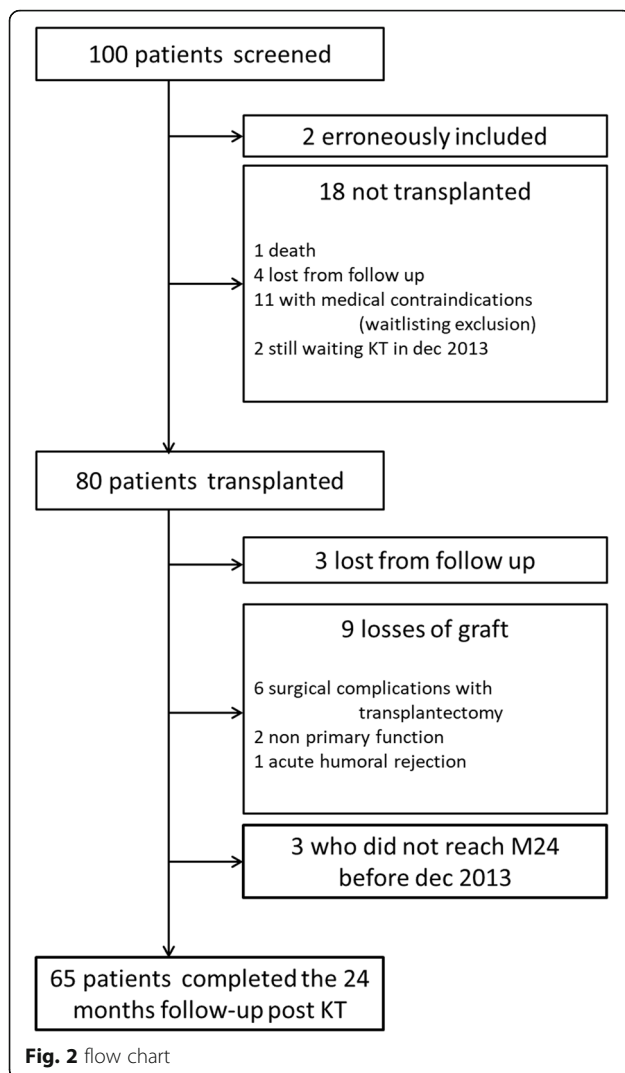 100 patients screened
2 erroneously included
18 not transplanted
1 death
4 lost from follow up
11 with medical contraindications
(waitlisting exclusion)
2 still waiting KT in dec 2013
80 patients transplanted
3 lost from follow up
9 losses of graft
6 surgical complications with
transplantectomy
2 non primary function
1 acute humoral rejection
3 who did not reach M24
before dec 2013
65 patients completed the 24
months follow-up post KT
Fig. 2 flow chart